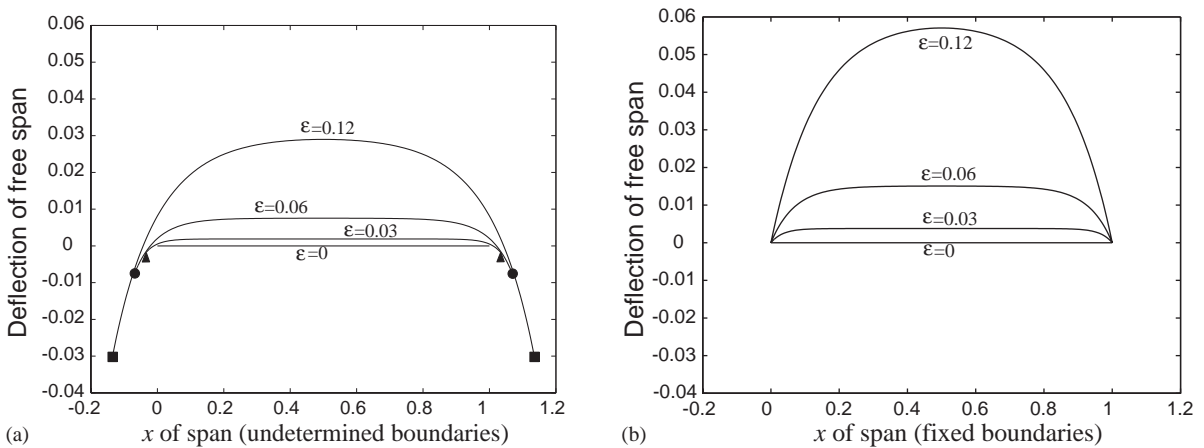 0.06
0.05
0.04
0.03
0.02
0.01
0
-0.01
-0.02
-0.03
-0.04
Deflection of free span
ε=0.12
ε=0.06
ε=0.03
ε=0
-0.2 0 0.2 0.4 0.6 0.8 1 1.2
(a) x of span (undetermined boundaries)
0.06
0.05
0.04
0.03
0.02
0.01
0
-0.01
-0.02
-0.03
-0.04
Deflection of free span
ε=0.12
ε=0.06
ε=0.03
ε=0
-0.2 0 0.2 0.4 0.6 0.8 1 1.2
(b) x of span (fixed boundaries)